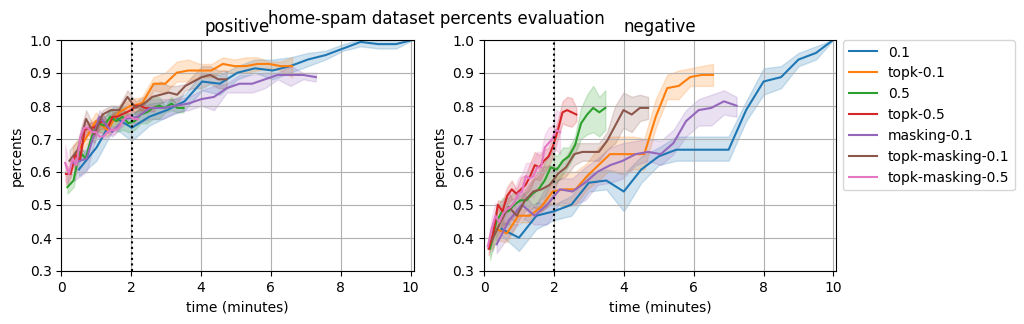 home-spam dataset percents evaluation
positive
negative
1.0
0.9
0.8
0.7
0.6
0.5
0.4
0.3
percents
0 2 4 6 8 10
time (minutes)
1.0
0.9
0.8
0.7
0.6
0.5
0.4
0.3
percents
0 2 4 6 8 10
time (minutes)
0.1
topk-0.1
0.5
topk-0.5
masking-0.1
topk-masking-0.1
topk-masking-0.5